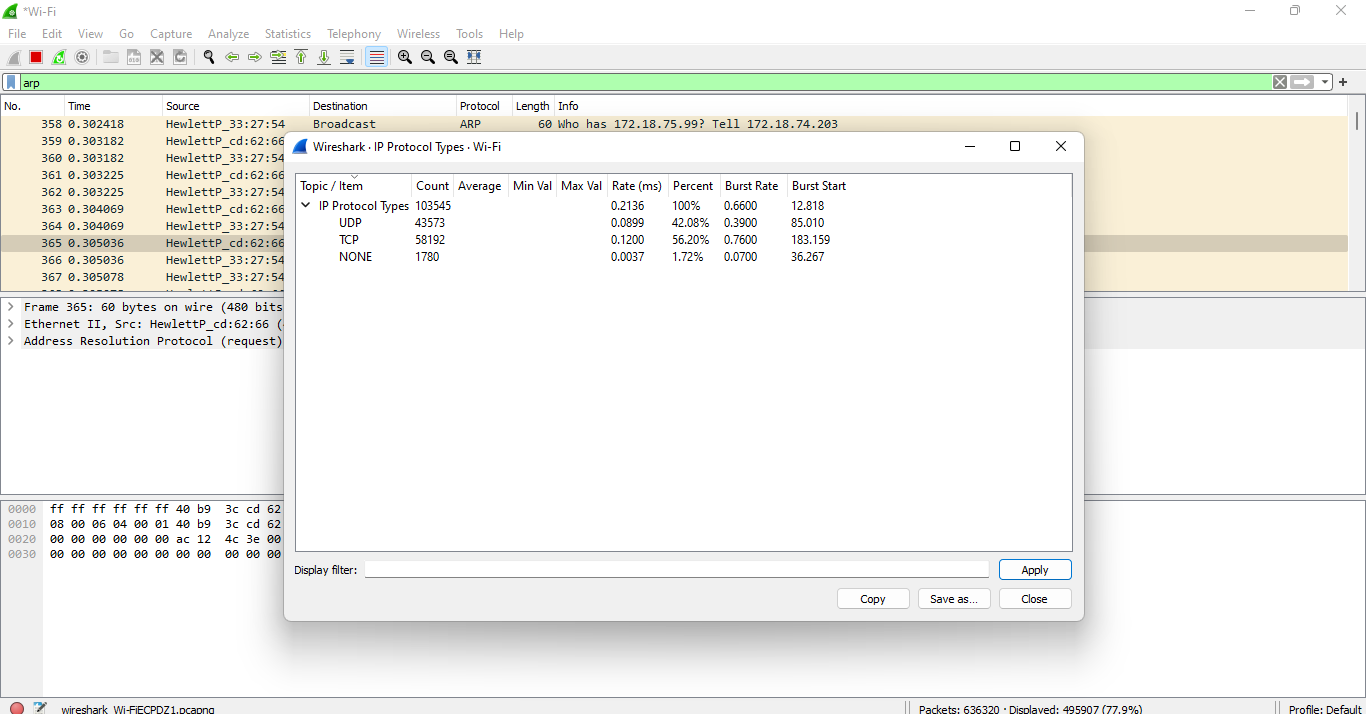 *Wi-Fi
File Edit View Go Capture Analyze Statistics Telephony Wireless Tools Help
arp
No. Time Source Destination Protocol Length Info
358 0.302418 HewlettP_33:27:54 Broadcast ARP 60 Who has 172.18.75.99? Tell 172.18.74.203
359 0.303182 HewlettP_cd:62:66
360 0.303182 HewlettP_33:27:54
361 0.303225 HewlettP_cd:62:66
362 0.303225 HewlettP_33:27:54
363 0.304069 HewlettP_cd:62:66
364 0.304069 HewlettP_33:27:54
365 0.305036 HewlettP_cd:62:66
366 0.305036 HewlettP_33:27:54
367 0.305078 HewlettP_33:27:54
Wireshark · IP Protocol Types · Wi-Fi
Topic / Item Count Average Min Val Max Val Rate (ms) Percent Burst Rate Burst Start
IP Protocol Types 103545 0.2136 100% 0.6600 12.818
UDP 43573 0.0899 42.08% 0.3900 85.010
TCP 58192 0.1200 56.20% 0.7600 183.159
NONE 1780 0.0037 1.72% 0.0700 36.267
Display filter: Apply
Copy Save as... Close
Frame 365: 60 bytes on wire (480 bits
Ethernet II, Src: HewlettP_cd:62:66 (
Address Resolution Protocol (request)
0000 ff ff ff ff ff ff 40 b9 3c cd 62
0010 08 00 06 04 00 01 40 b9 3c cd 62
0020 00 00 00 00 00 00 ac 12 4c 3e 00
0030 00 00 00 00 00 00 00 00 00 00 00
wireshark_Wi-FiECPDZ1.pcapng Packets: 636320 · Displayed: 495907 (77.9%) Profile: Default